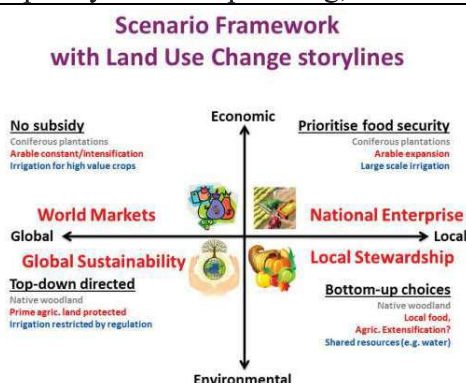 Scenario Framework
with Land Use Change storylines
Economic
No subsidy
Coniferous plantations
Arable constant/intensification
Irrigation for high value crops
Prioritise food security
Coniferous plantations
Arable expansion
Large scale irrigation
World Markets
National Enterprise
Global
Local
Global Sustainability
Local Stewardship
Top-down directed
Native woodland
Prime agric. land protected
Irrigation restricted by regulation
Bottom-up choices
Native woodland
Local food,
Agric. Extensification?
Shared resources (e.g. water)
Environmental